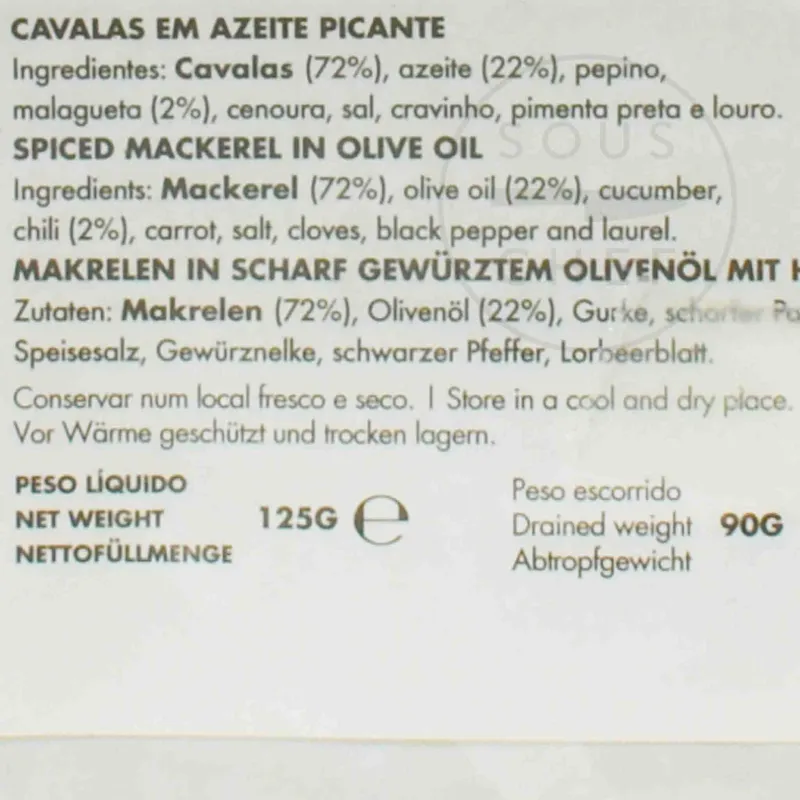 CAVALAS EM AZEITE PICANTE
Ingredientes: Cavalas (72%), azeite (22%), pepino,
malagueta (2%), cenoura, sal, cravinho, pimenta preta e louro.
SPICED MACKEREL IN OLIVE OIL
Ingredients: Mackerel (72%), olive oil (22%), cucumber,
chili (2%), carrot, salt, cloves, black pepper and laurel.
MAKRELEN IN SCHARF GEWÜRZTEM OLIVENÖL MIT
Zutaten: Makrelen (72%), Olivenöl (22%), Gurke, scharfer
Speisesalz, Gewürznelke, schwarzer Pfeffer, Lorbeerblatt.
Conservar num local fresco e seco. | Store in a cool and dry place.
Vor Wärme geschützt und trocken lagern.
PESO LÍQUIDO
NET WEIGHT 125G ℮
NETTOFÜLLMENGE
Peso escorrido
Drained weight 90G
Abtropfgewicht
SOUS
CHEF